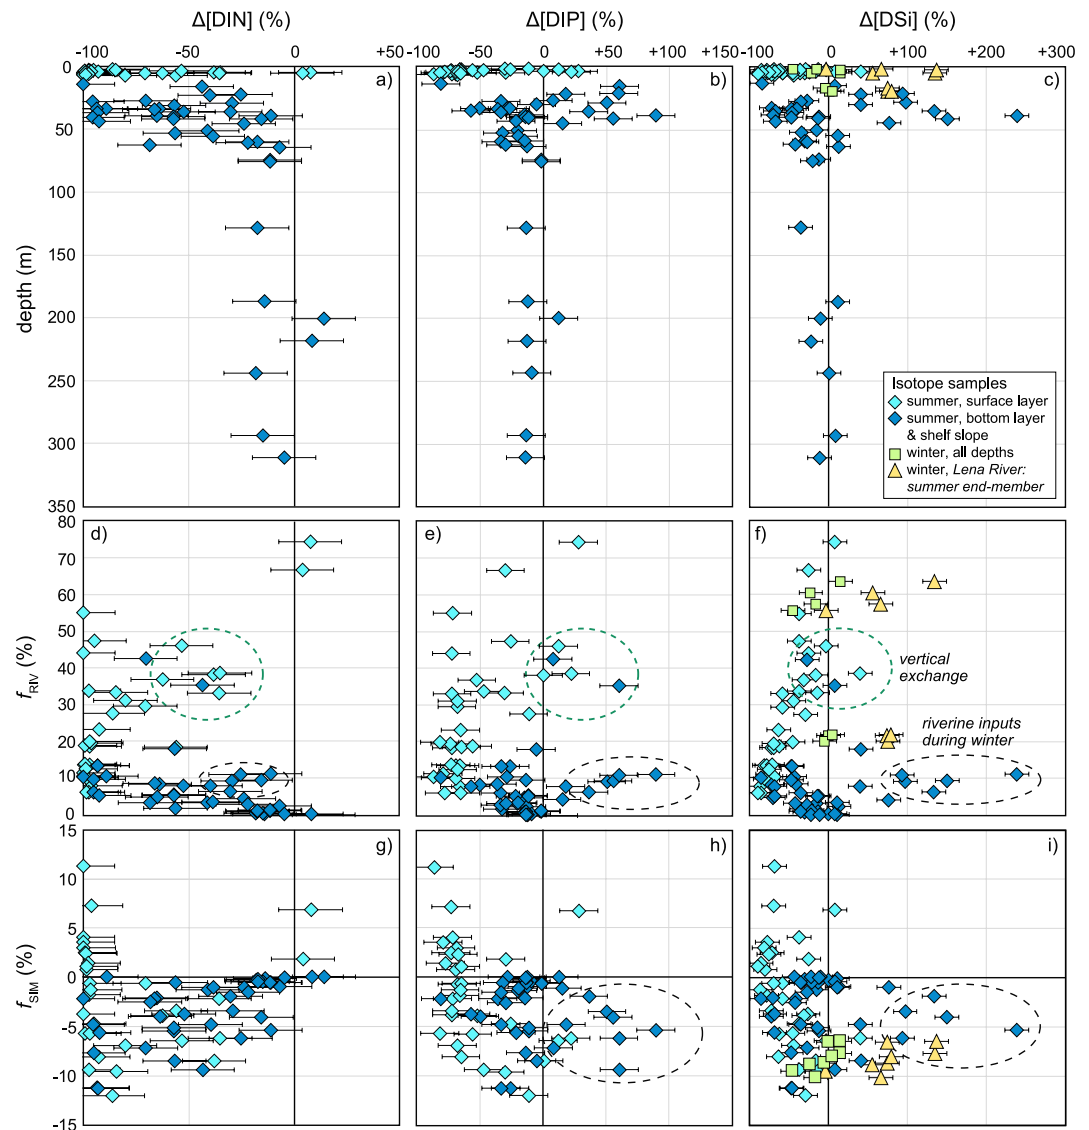 Δ[DIN] (%)
Δ[DIP] (%)
Δ[DSi] (%)
-100 -50 0 +50
-100 -50 0 +50 +100 +150
-100 0 +100 +200 +300
0
50
100
150
200
250
300
350
depth (m)
a)
b)
c)
Isotope samples
summer, surface layer
summer, bottom layer
& shelf slope
winter, all depths
winter, Lena River:
summer end-member
80
70
60
50
40
30
20
10
0
fRIV (%)
d)
e)
f)
vertical
exchange
riverine inputs
during winter
15
10
5
0
-5
-10
-15
fSIM (%)
g)
h)
i)